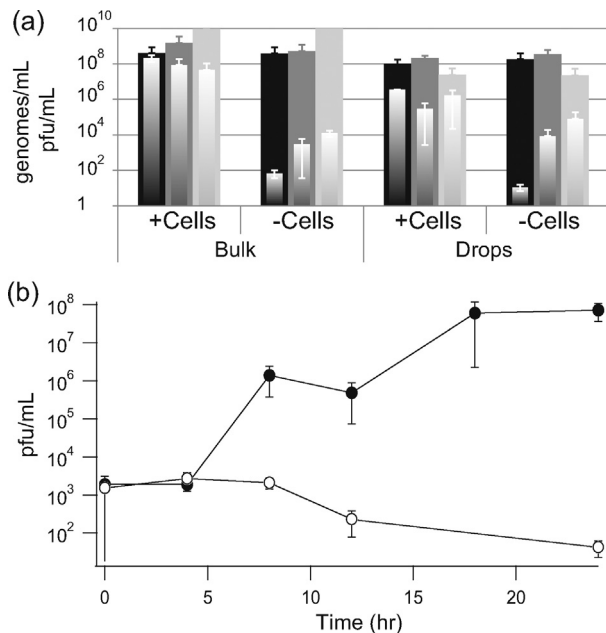 (a)
genomes/mL
pfu/mL
10^10
10^8
10^6
10^4
10^2
1
+Cells -Cells +Cells -Cells
Bulk Drops
(b)
pfu/mL
10^8
10^7
10^6
10^5
10^4
10^3
10^2
0 5 10 15 20
Time (hr)